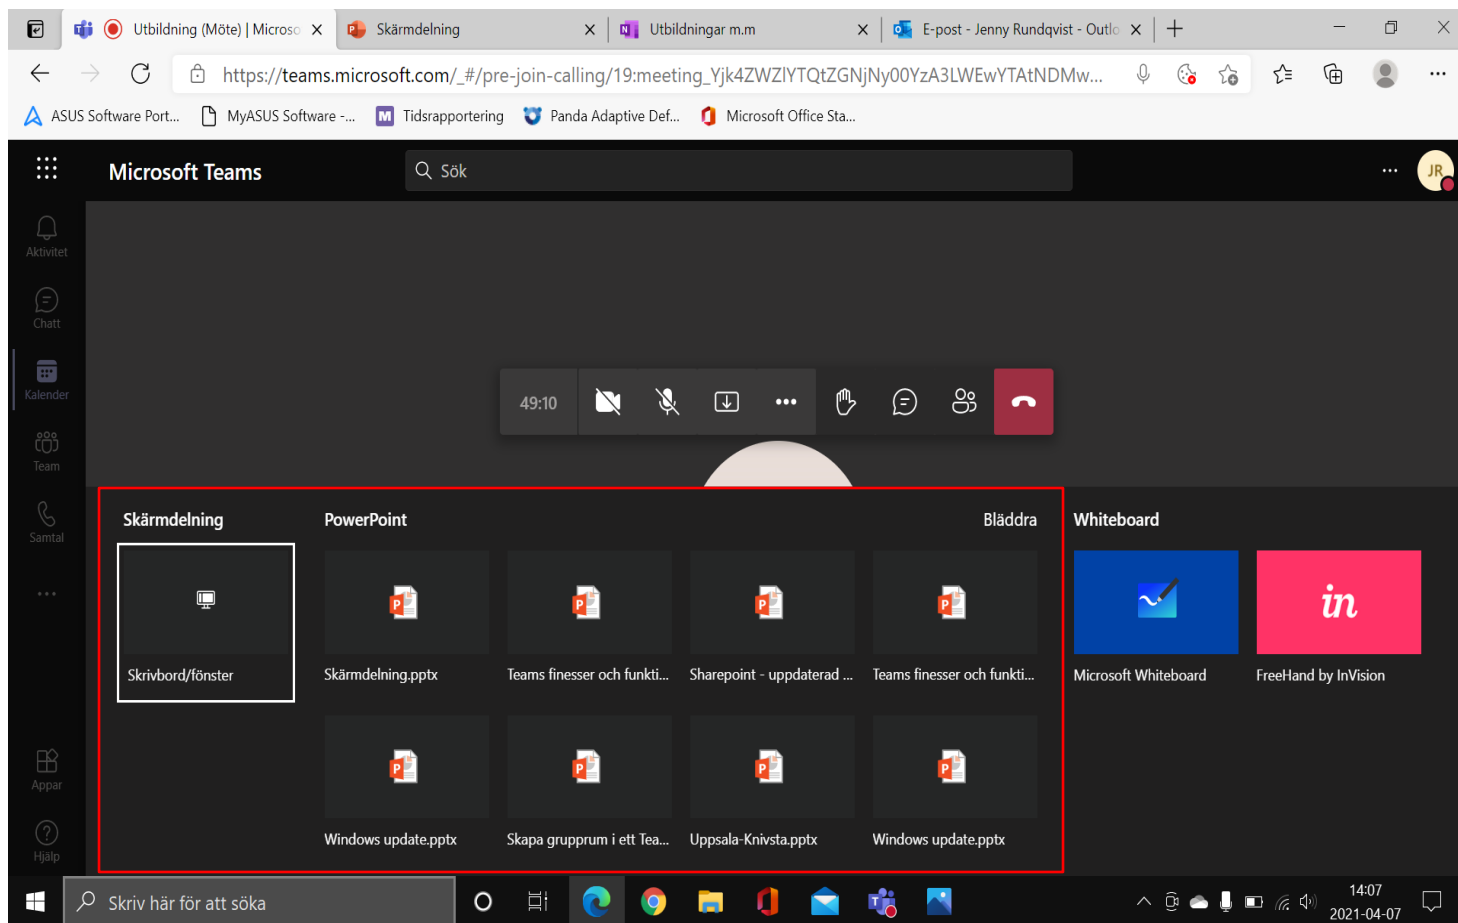 Utbildning (Möte) | Microso
Skärmdelning
Utbildningar m.m
E-post - Jenny Rundqvist - Outlo
https://teams.microsoft.com/_#/pre-join-calling/19:meeting_Yjk4ZWZlYTQtZGNjNy00YzA3LWEwYTAtNDMw...
ASUS Software Port...
MyASUS Software -...
M Tidsrapportering
Panda Adaptive Def...
Microsoft Office Sta...
Microsoft Teams
Sök
JR
Aktivitet
Chatt
Kalender
Team
Samtal
Appar
Hjälp
49:10
Skärmdelning
PowerPoint
Bläddra
Whiteboard
in
Skrivbord/fönster
Skärmdelning.pptx
Teams finesser och funkti...
Sharepoint - uppdaterad ...
Teams finesser och funkti...
Microsoft Whiteboard
FreeHand by InVision
Windows update.pptx
Skapa grupprum i ett Tea...
Uppsala-Knivsta.pptx
Windows update.pptx
Skriv här för att söka
14:07
2021-04-07